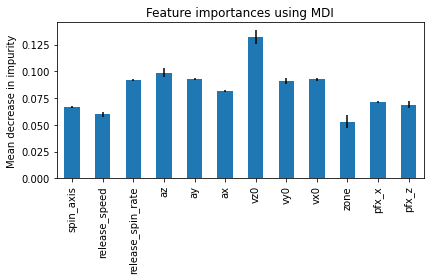 Feature importances using MDI
Mean decrease in impurity
0.125
0.100
0.075
0.050
0.025
0.000
spin_axis
release_speed
release_spin_rate
az
ay
ax
vz0
vy0
vx0
zone
pfx_x
pfx_z